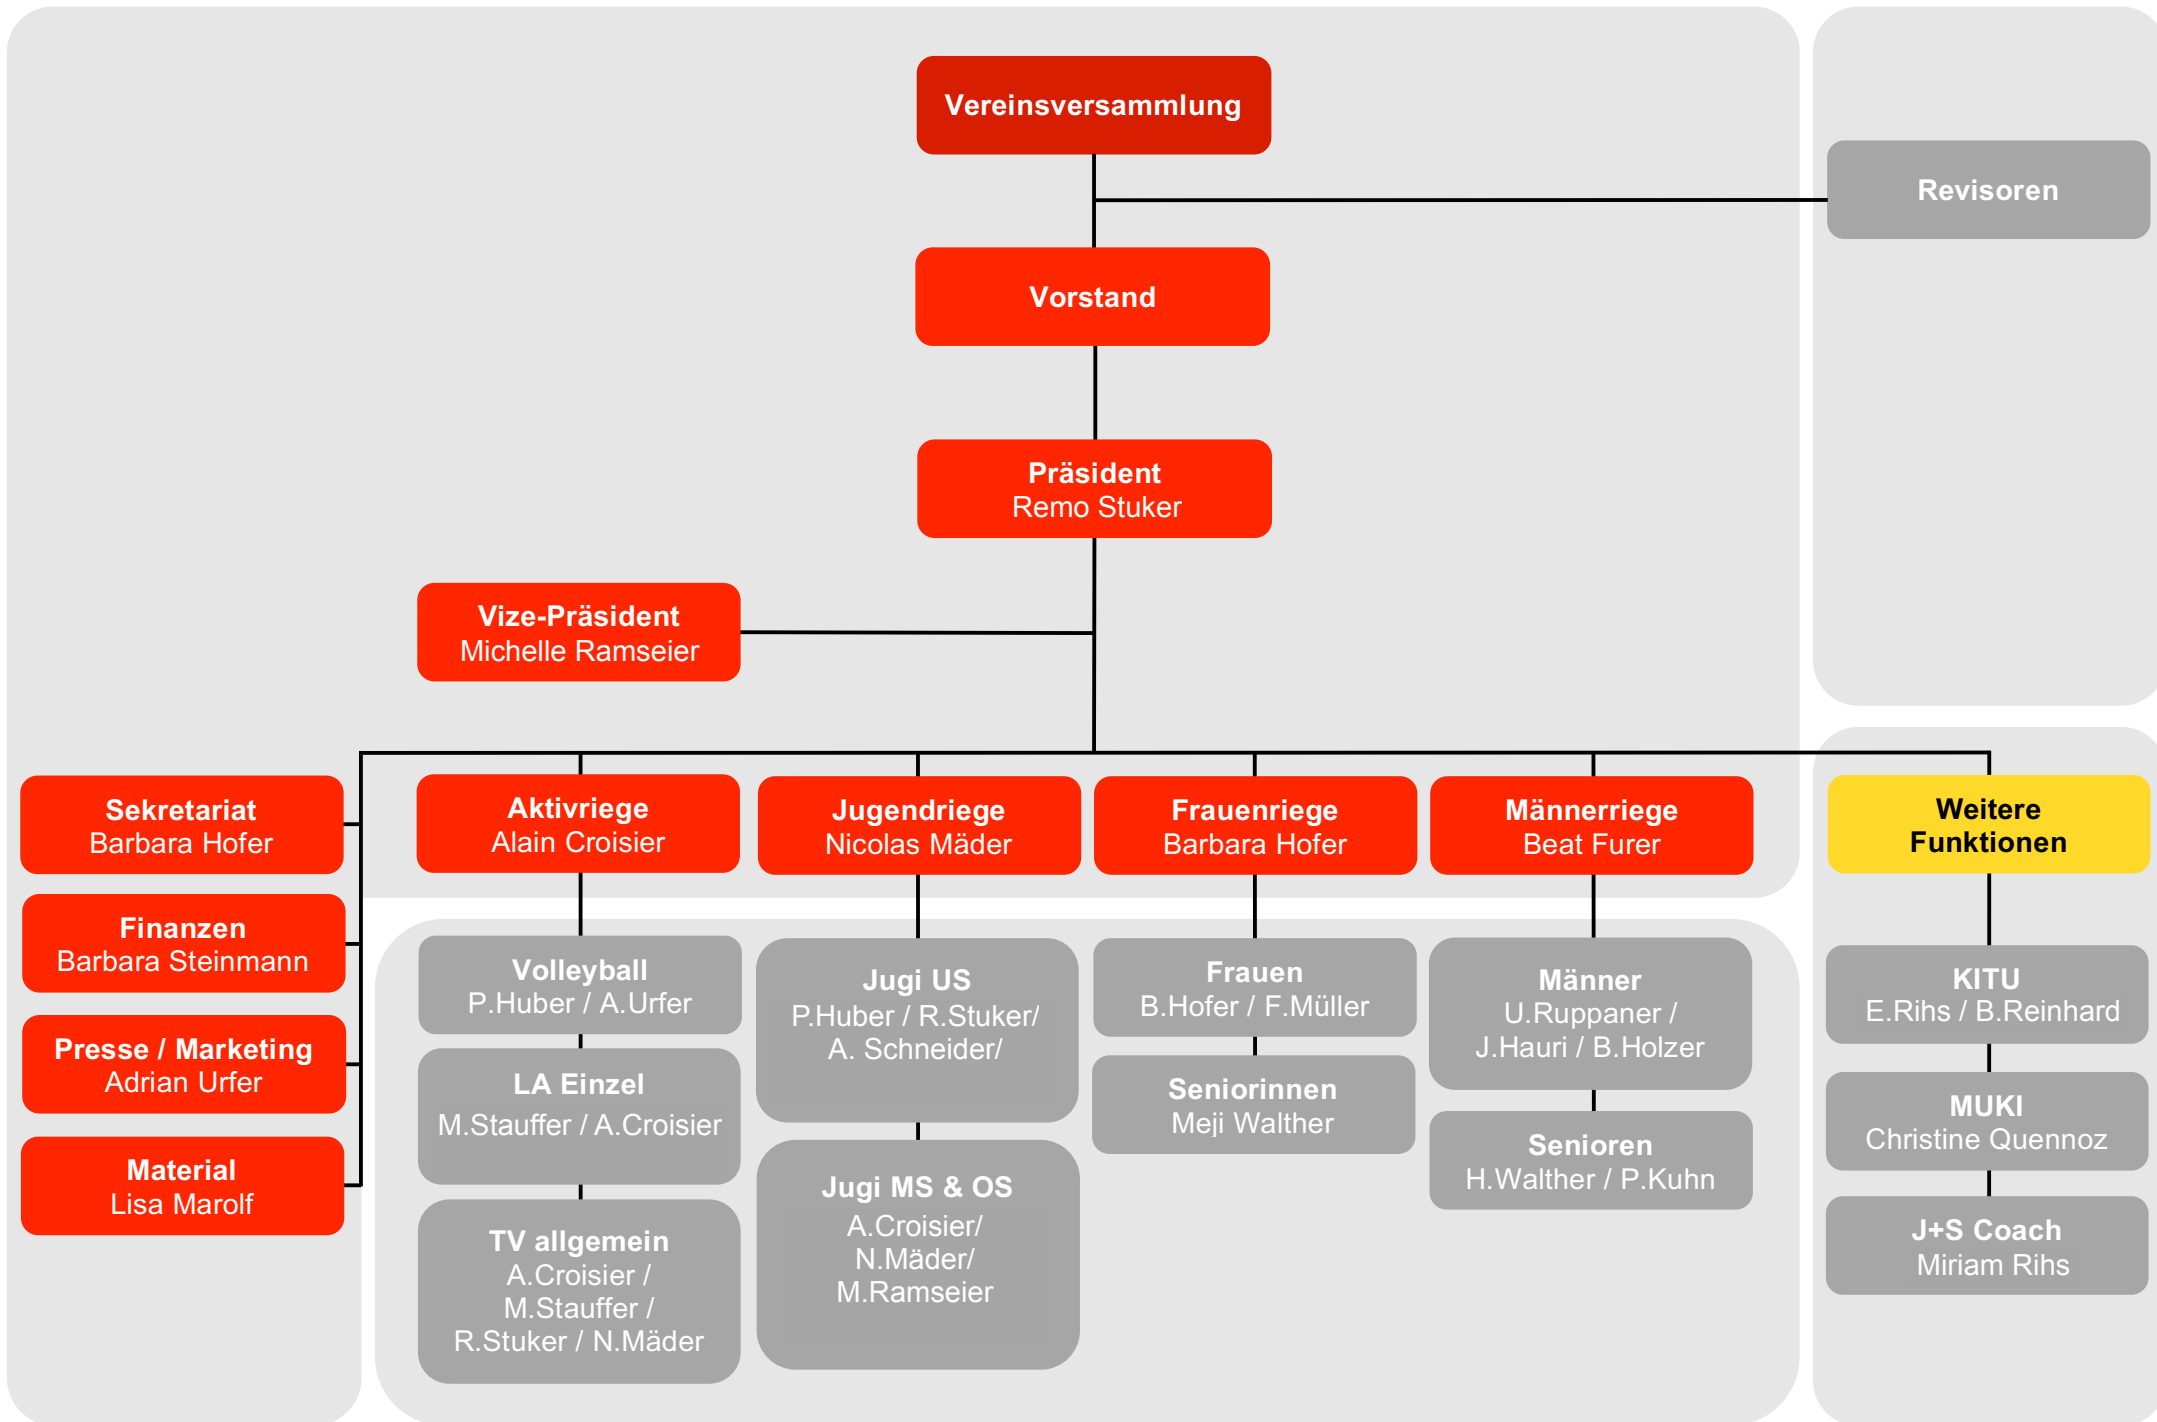 Vereinsversammlung
Revisoren
Vorstand
Präsident
Remo Stuker
Vize-Präsident
Michelle Ramseier
Sekretariat
Barbara Hofer
Finanzen
Barbara Steinmann
Presse / Marketing
Adrian Urfer
Material
Lisa Marolf
Aktivriege
Alain Croisier
Volleyball
P.Huber / A.Urfer
LA Einzel
M.Stauffer / A.Croisier
TV allgemein
A.Croisier /
M.Stauffer /
R.Stuker / N.Mäder
Jugendriege
Nicolas Mäder
Jugi US
P.Huber / R.Stuker/
A. Schneider/
Jugi MS & OS
A.Croisier/
N.Mäder/
M.Ramseier
Frauenriege
Barbara Hofer
Frauen
B.Hofer / F.Müller
Seniorinnen
Meji Walther
Männerriege
Beat Furer
Männer
U.Ruppaner /
J.Hauri / B.Holzer
Senioren
H.Walther / P.Kuhn
Weitere
Funktionen
KITU
E.Rihs / B.Reinhard
MUKI
Christine Quennoz
J+S Coach
Miriam Rihs